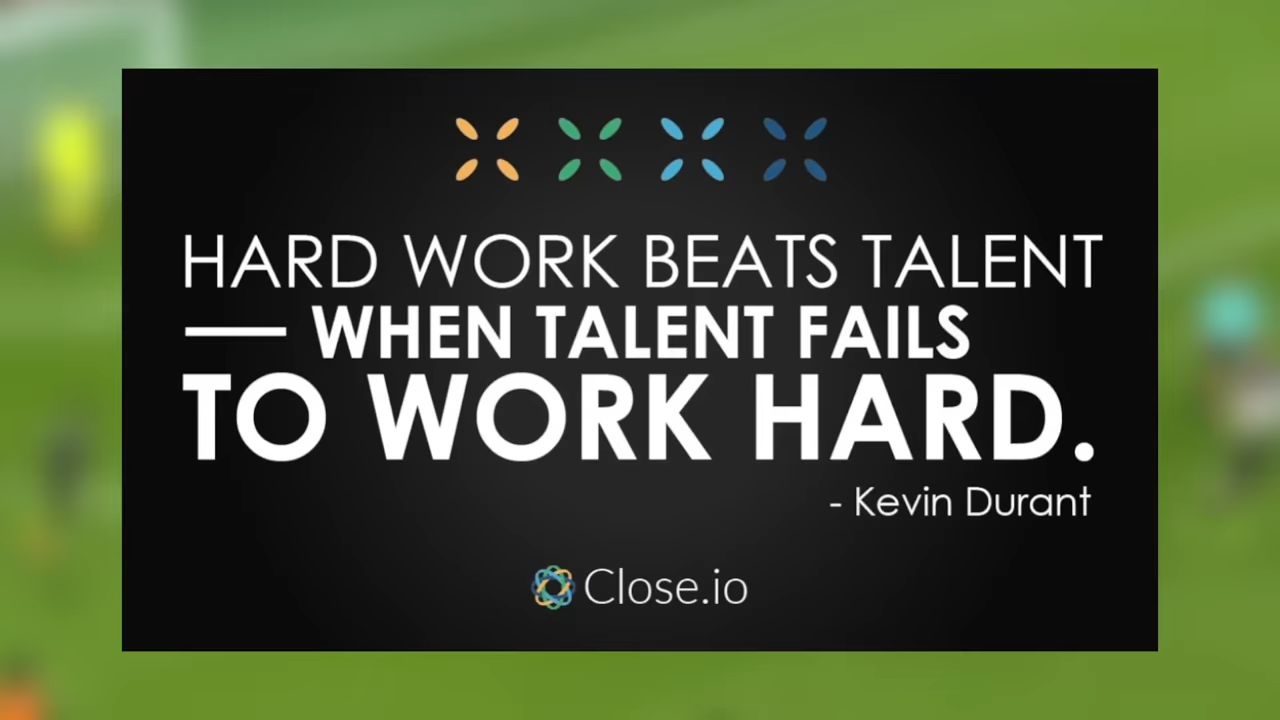 HARD WORK BEATS TALENT
— WHEN TALENT FAILS
TO WORK HARD.
- Kevin Durant
Close.io